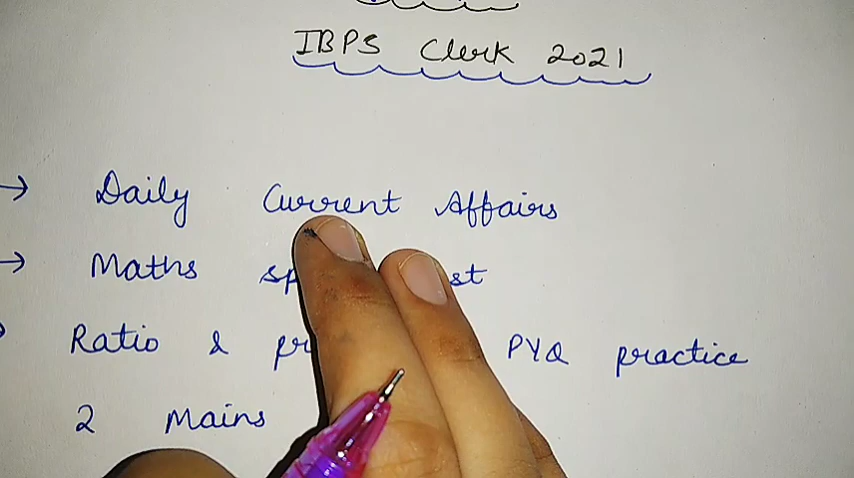 IBPS Clerk 2021
→ Daily Current Affairs
→ Maths
Ratio & PYQ practice
2 Mains